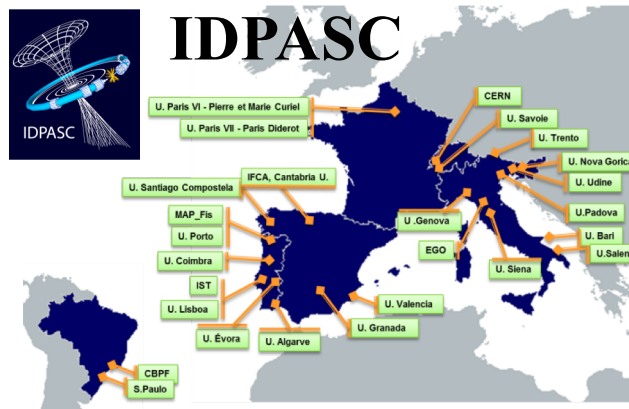 IDPASC
IDPASC
U. Paris VI - Pierre et Marie Curiel
U. Paris VII - Paris Diderot
CERN
U. Savoie
U. Trento
U. Nova Gorica
U. Udine
U.Padova
U. Bari
U.Salen
U. Santiago Compostela
IFCA, Cantabria U.
MAP_Fis
U. Porto
U. Coimbra
IST
U. Lisboa
U. Évora
U. Algarve
U. Granada
U. Valencia
U .Genova
EGO
U. Siena
CBPF
S.Paulo